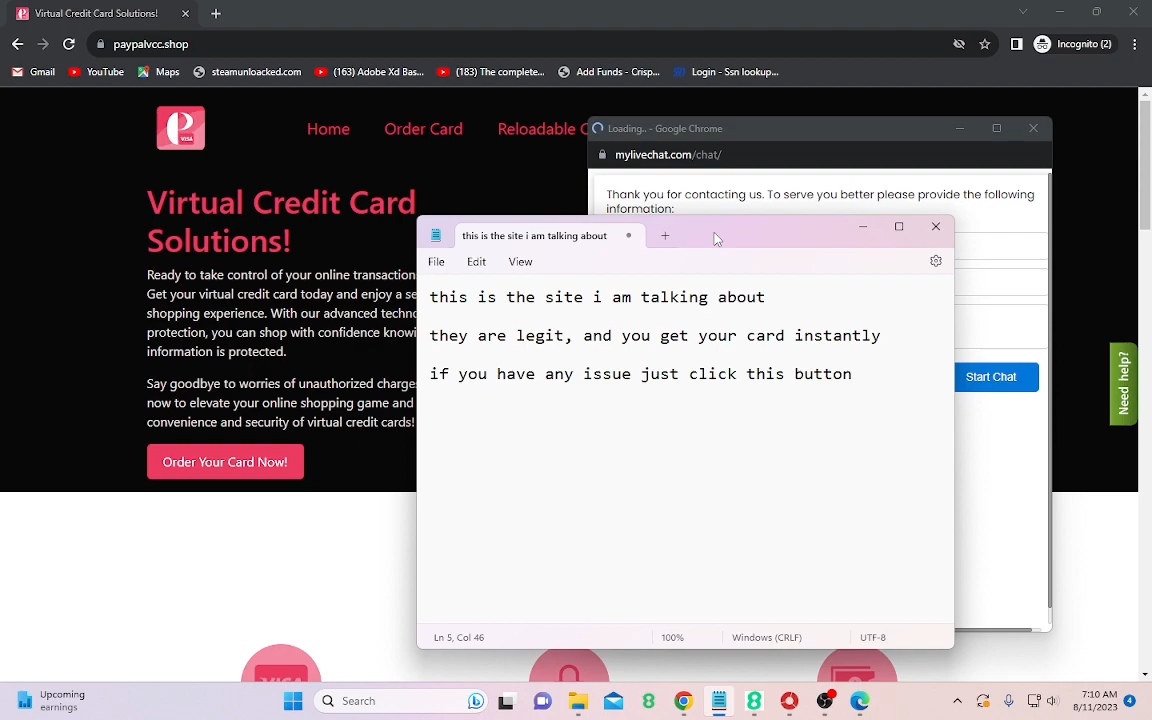 Virtual Credit Card Solutions!
paypalvcc.shop
Incognito (2)
Gmail
YouTube
Maps
steamunloacked.com
(163) Adobe Xd Bas...
(183) The complete...
Add Funds - Crisp...
Login - Ssn lookup...
Home
Order Card
Reloadable C
Loading.. - Google Chrome
mylivechat.com/chat/
Thank you for contacting us. To serve you better please provide the following
information:
Virtual Credit Card
Solutions!
Ready to take control of your online transaction
Get your virtual credit card today and enjoy a se
shopping experience. With our advanced techno
protection, you can shop with confidence knowi
information is protected.
Say goodbye to worries of unauthorized charge
now to elevate your online shopping game and
convenience and security of virtual credit cards!
Order Your Card Now!
this is the site i am talking about
File
Edit
View
this is the site i am talking about
they are legit, and you get your card instantly
if you have any issue just click this button
Ln 5, Col 46
100%
Windows (CRLF)
UTF-8
Start Chat
Need help?
VISA
Upcoming
earnings
Search
7:10 AM
8/11/2023
4